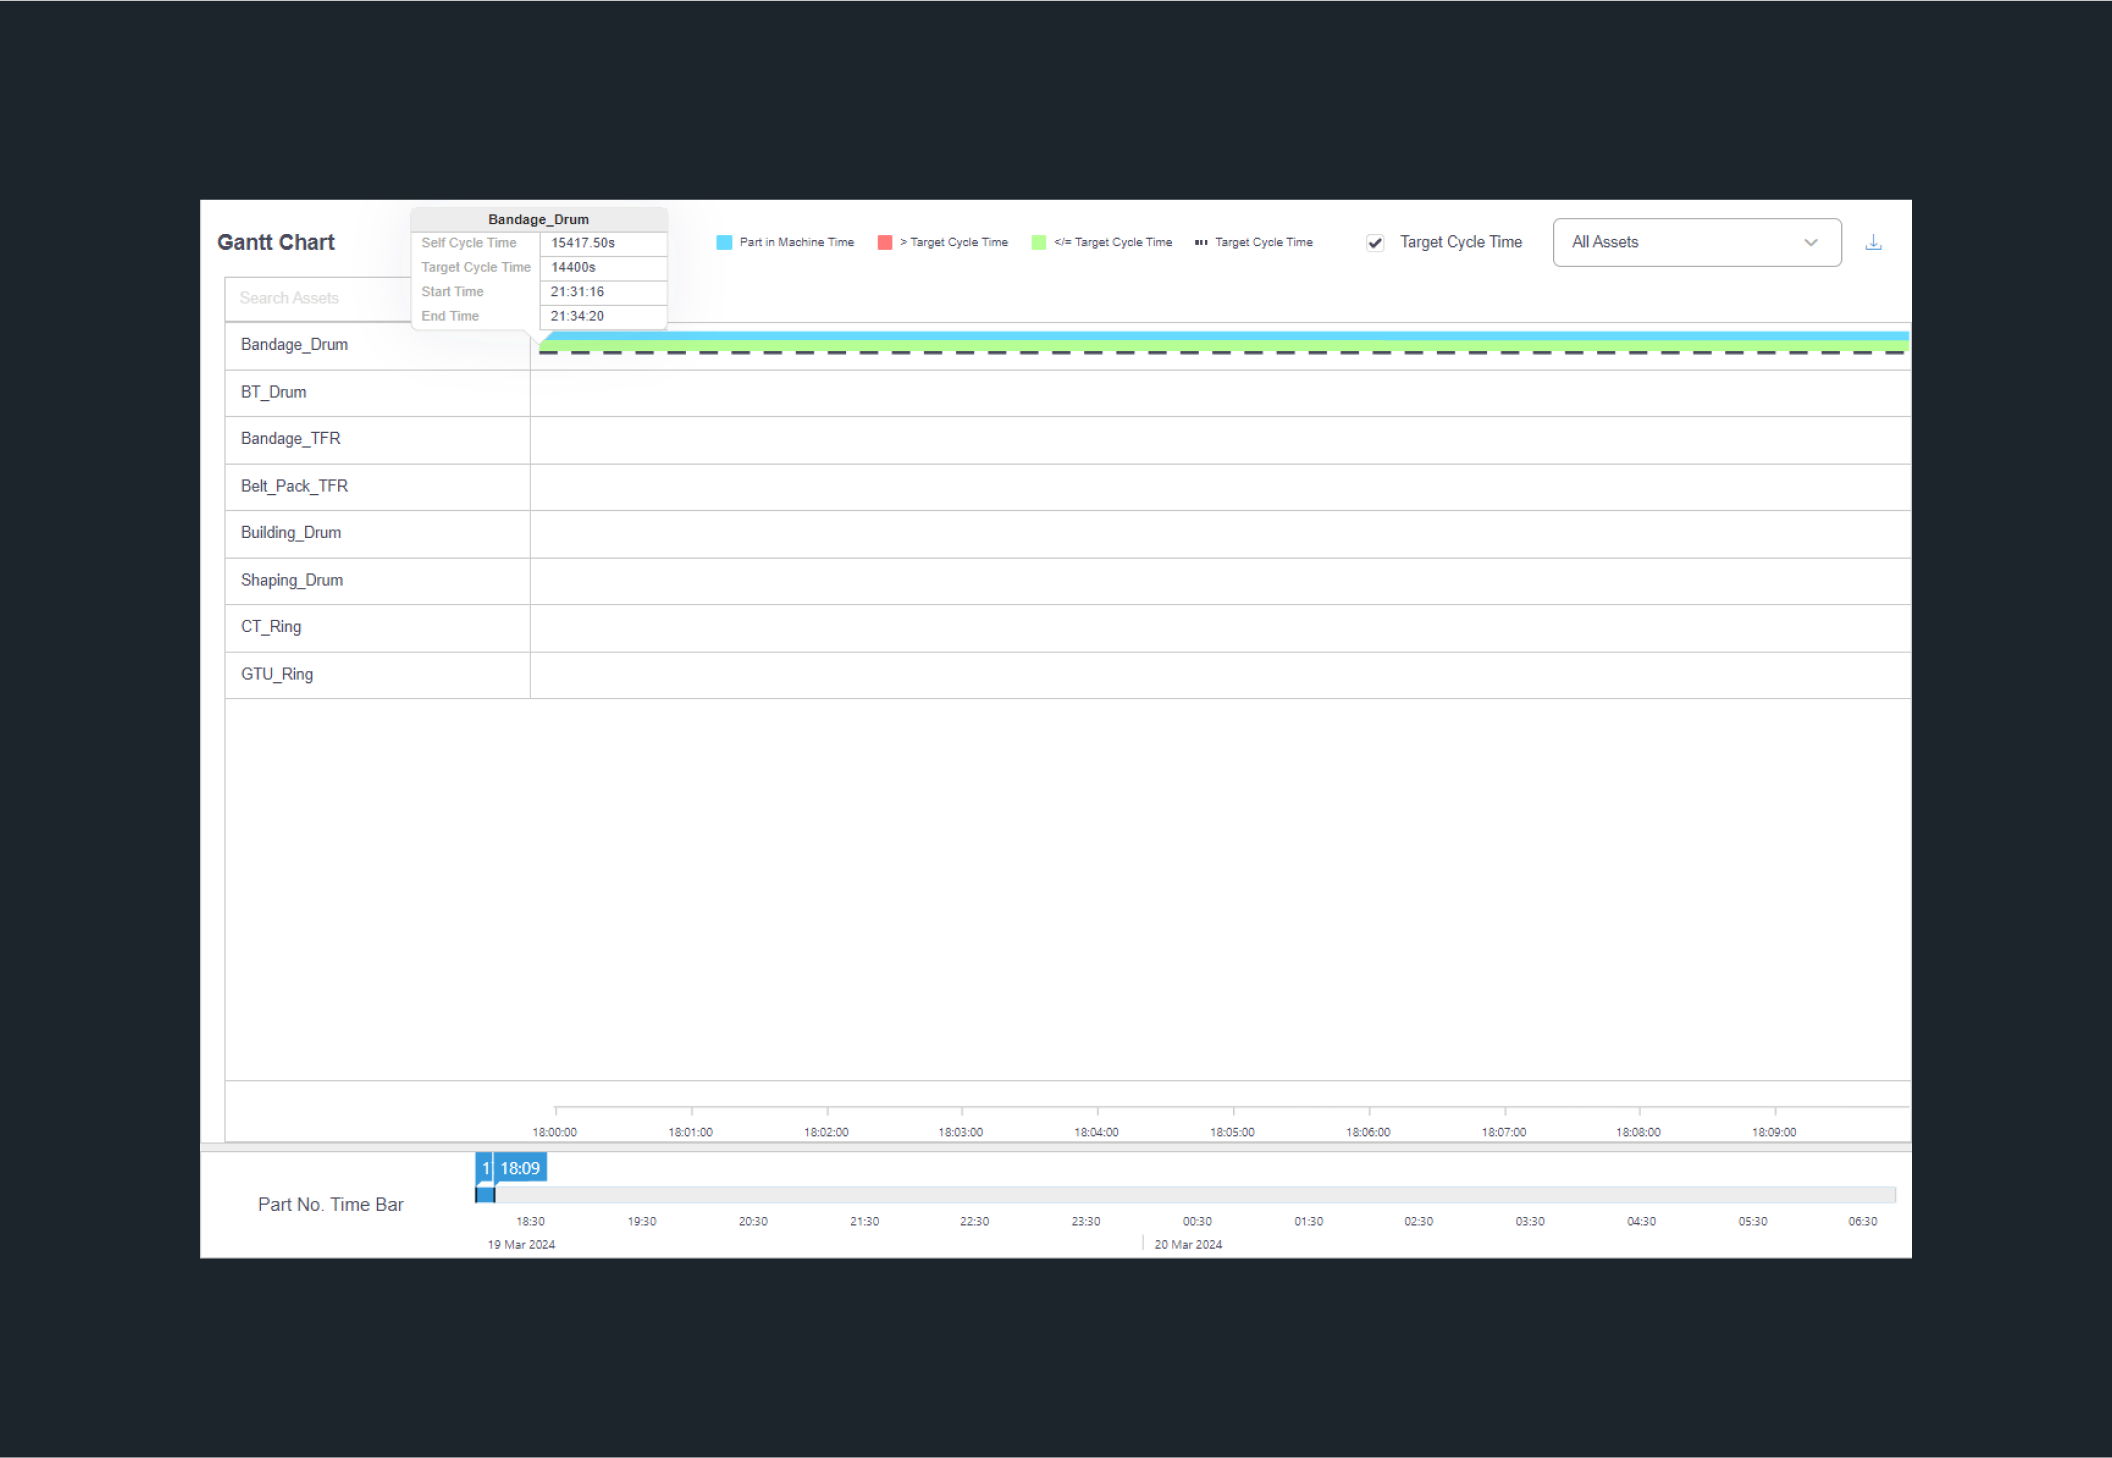 Gantt Chart
Bandage_Drum
Self Cycle Time 15417.50s
Target Cycle Time 14400s
Start Time 21:31:16
End Time 21:34:20
Part in Machine Time
> Target Cycle Time
</= Target Cycle Time
Target Cycle Time
Target Cycle Time
All Assets
Search Assets
Bandage_Drum
BT_Drum
Bandage_TFR
Belt_Pack_TFR
Building_Drum
Shaping_Drum
CT_Ring
GTU_Ring
18:00:00 18:01:00 18:02:00 18:03:00 18:04:00 18:05:00 18:06:00 18:07:00 18:08:00 18:09:00
18:09
Part No. Time Bar
18:30 19:30 20:30 21:30 22:30 23:30 00:30 01:30 02:30 03:30 04:30 05:30 06:30
19 Mar 2024 20 Mar 2024